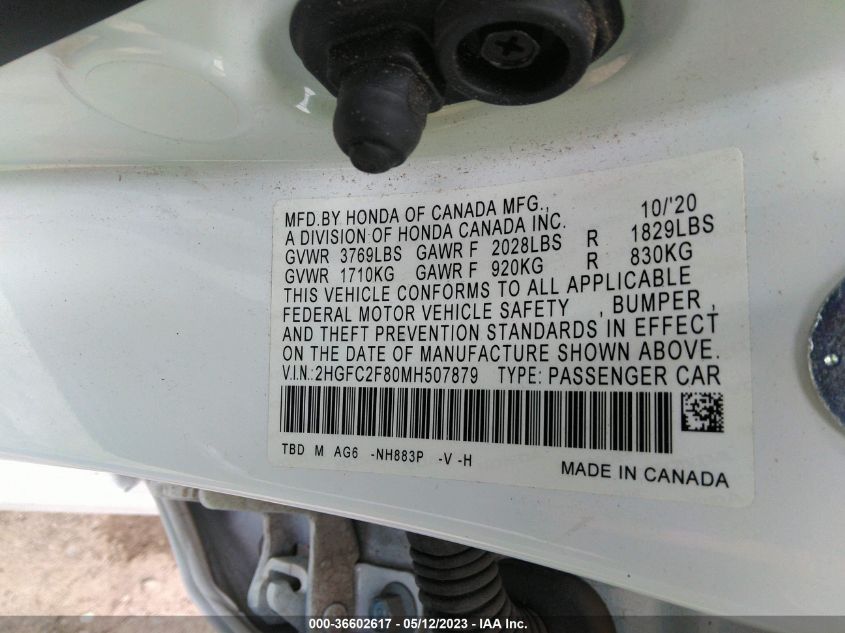 MFD.BY HONDA OF CANADA MFG., 10/'20
A DIVISION OF HONDA CANADA INC.
GVWR 3769LBS GAWR F 2028LBS R 1829LBS
GVWR 1710KG GAWR F 920KG R 830KG
THIS VEHICLE CONFORMS TO ALL APPLICABLE
FEDERAL MOTOR VEHICLE SAFETY , BUMPER ,
AND THEFT PREVENTION STANDARDS IN EFFECT
ON THE DATE OF MANUFACTURE SHOWN ABOVE.
V.I.N.:2HGFC2F80MH507879 TYPE: PASSENGER CAR
TBD M AG6 -NH883P -V -H
MADE IN CANADA
000-36602617 - 05/12/2023 - IAA Inc.